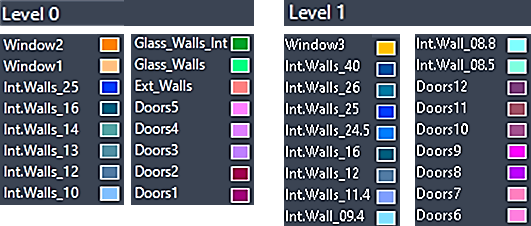 Level 0
Window2
Window1
Int.Walls_25
Int.Walls_16
Int.Walls_14
Int.Walls_13
Int.Walls_12
Int.Walls_10
Glass_Walls_Int
Glass_Walls
Ext_Walls
Doors5
Doors4
Doors3
Doors2
Doors1
Level 1
Window3
Int.Walls_40
Int.Walls_26
Int.Walls_25
Int.Walls_24.5
Int.Walls_16
Int.Walls_12
Int.Walls_11.4
Int.Wall_09.4
Int.Wall_08.8
Int.Wall_08.5
Doors12
Doors11
Doors10
Doors9
Doors8
Doors7
Doors6